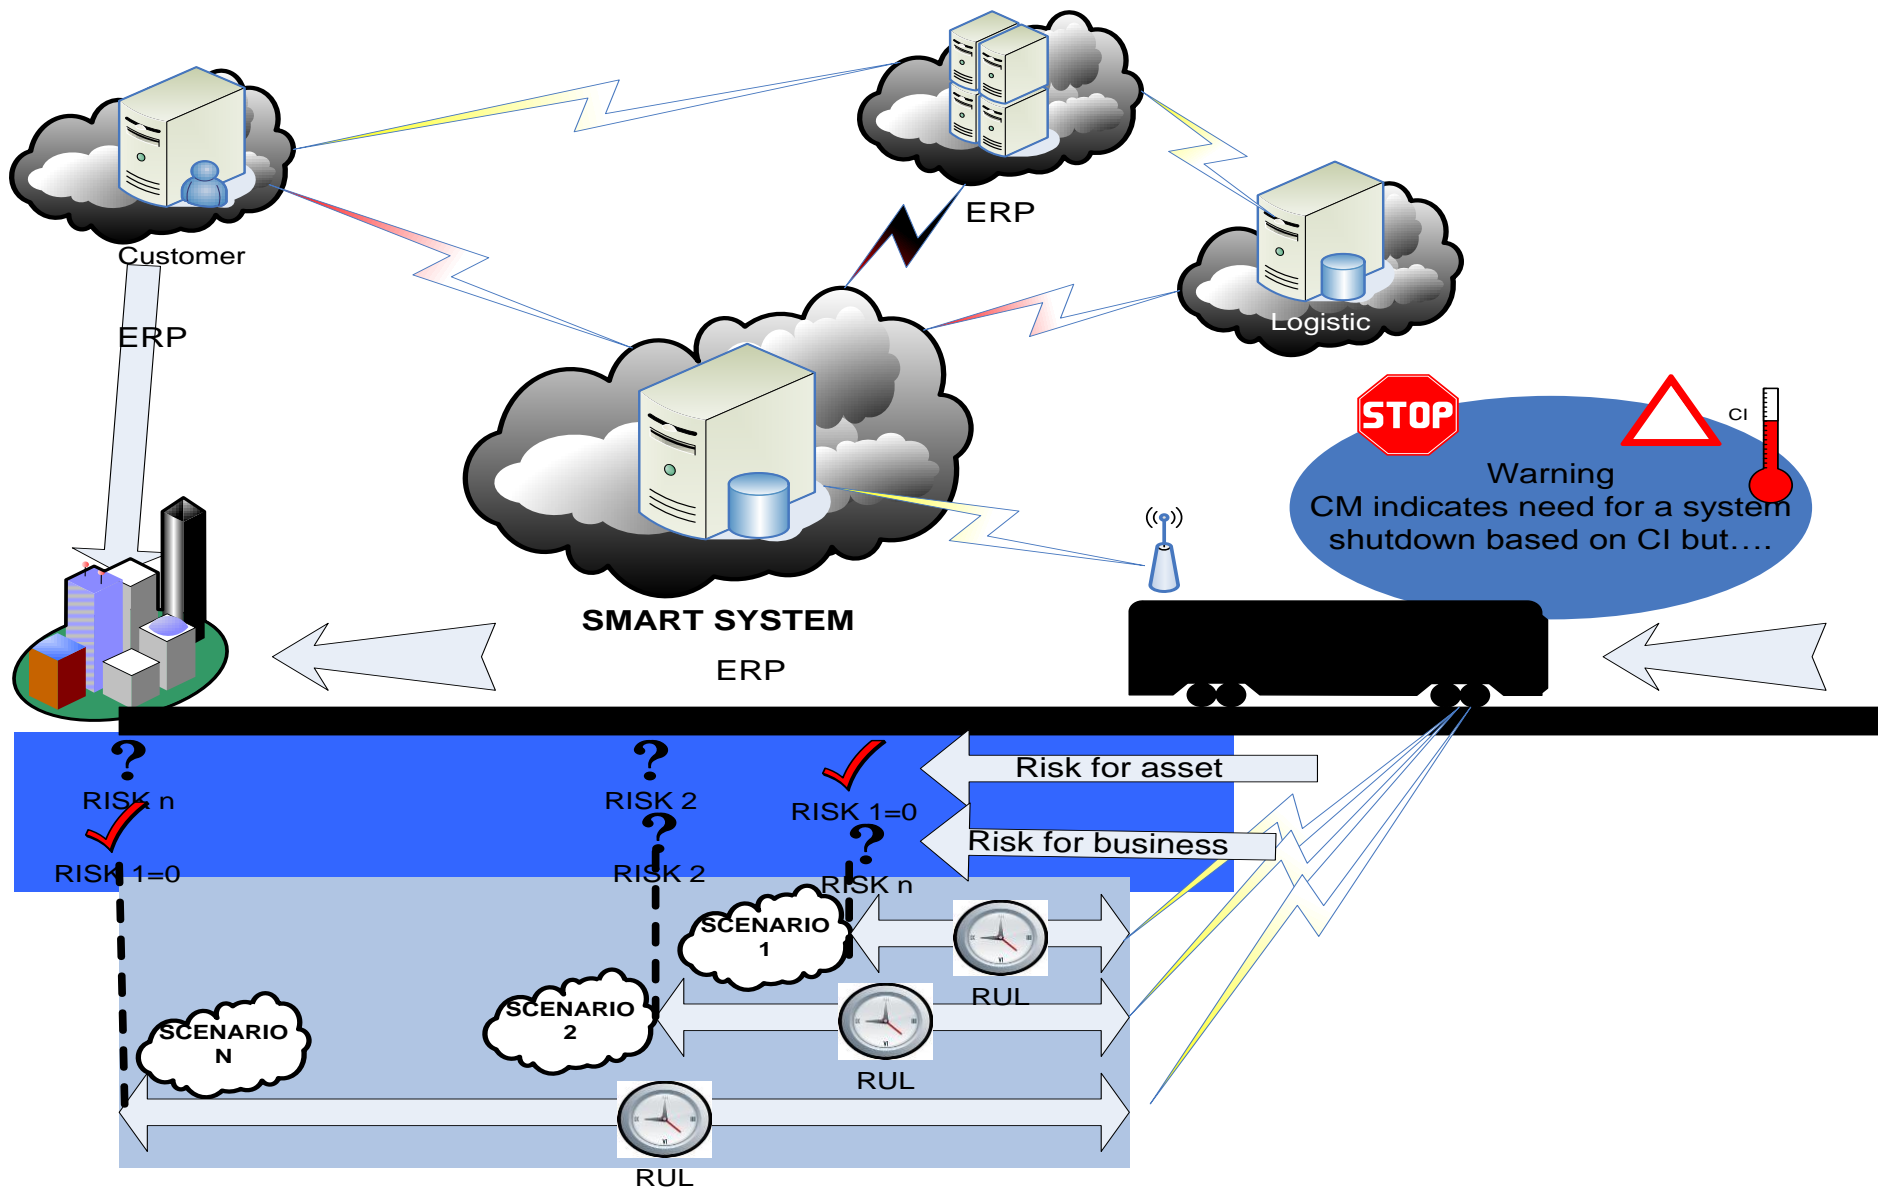 ERP
Customer
ERP
Logistic
STOP
CI
Warning
CM indicates need for a system
shutdown based on CI but....
SMART SYSTEM
ERP
Risk for asset
RISK n
RISK 2
RISK 1=0
Risk for business
RISK 1=0
RISK 2
RISK n
SCENARIO
1
RUL
SCENARIO
2
RUL
SCENARIO
N
RUL